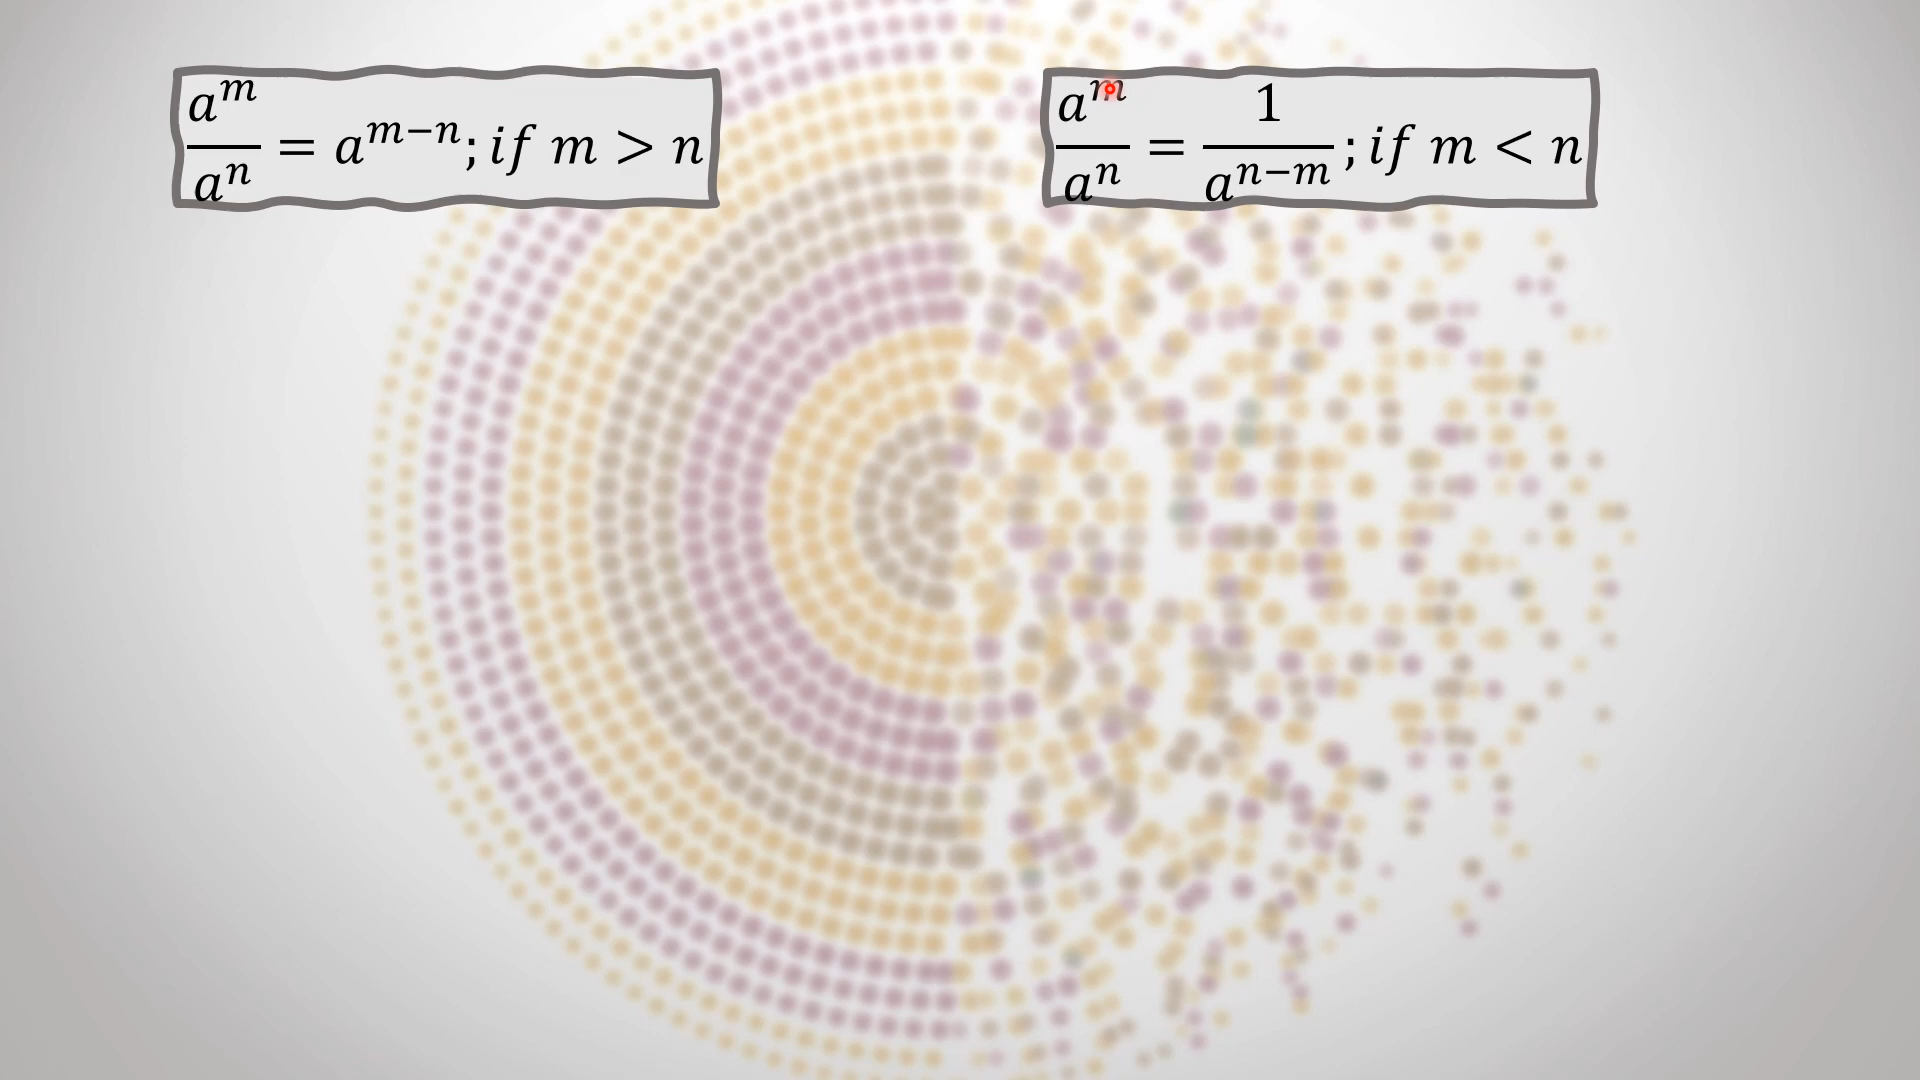 a^m/a^n = a^{m−n}; if m > n
a^m/a^n = 1/a^{n−m}; if m < n